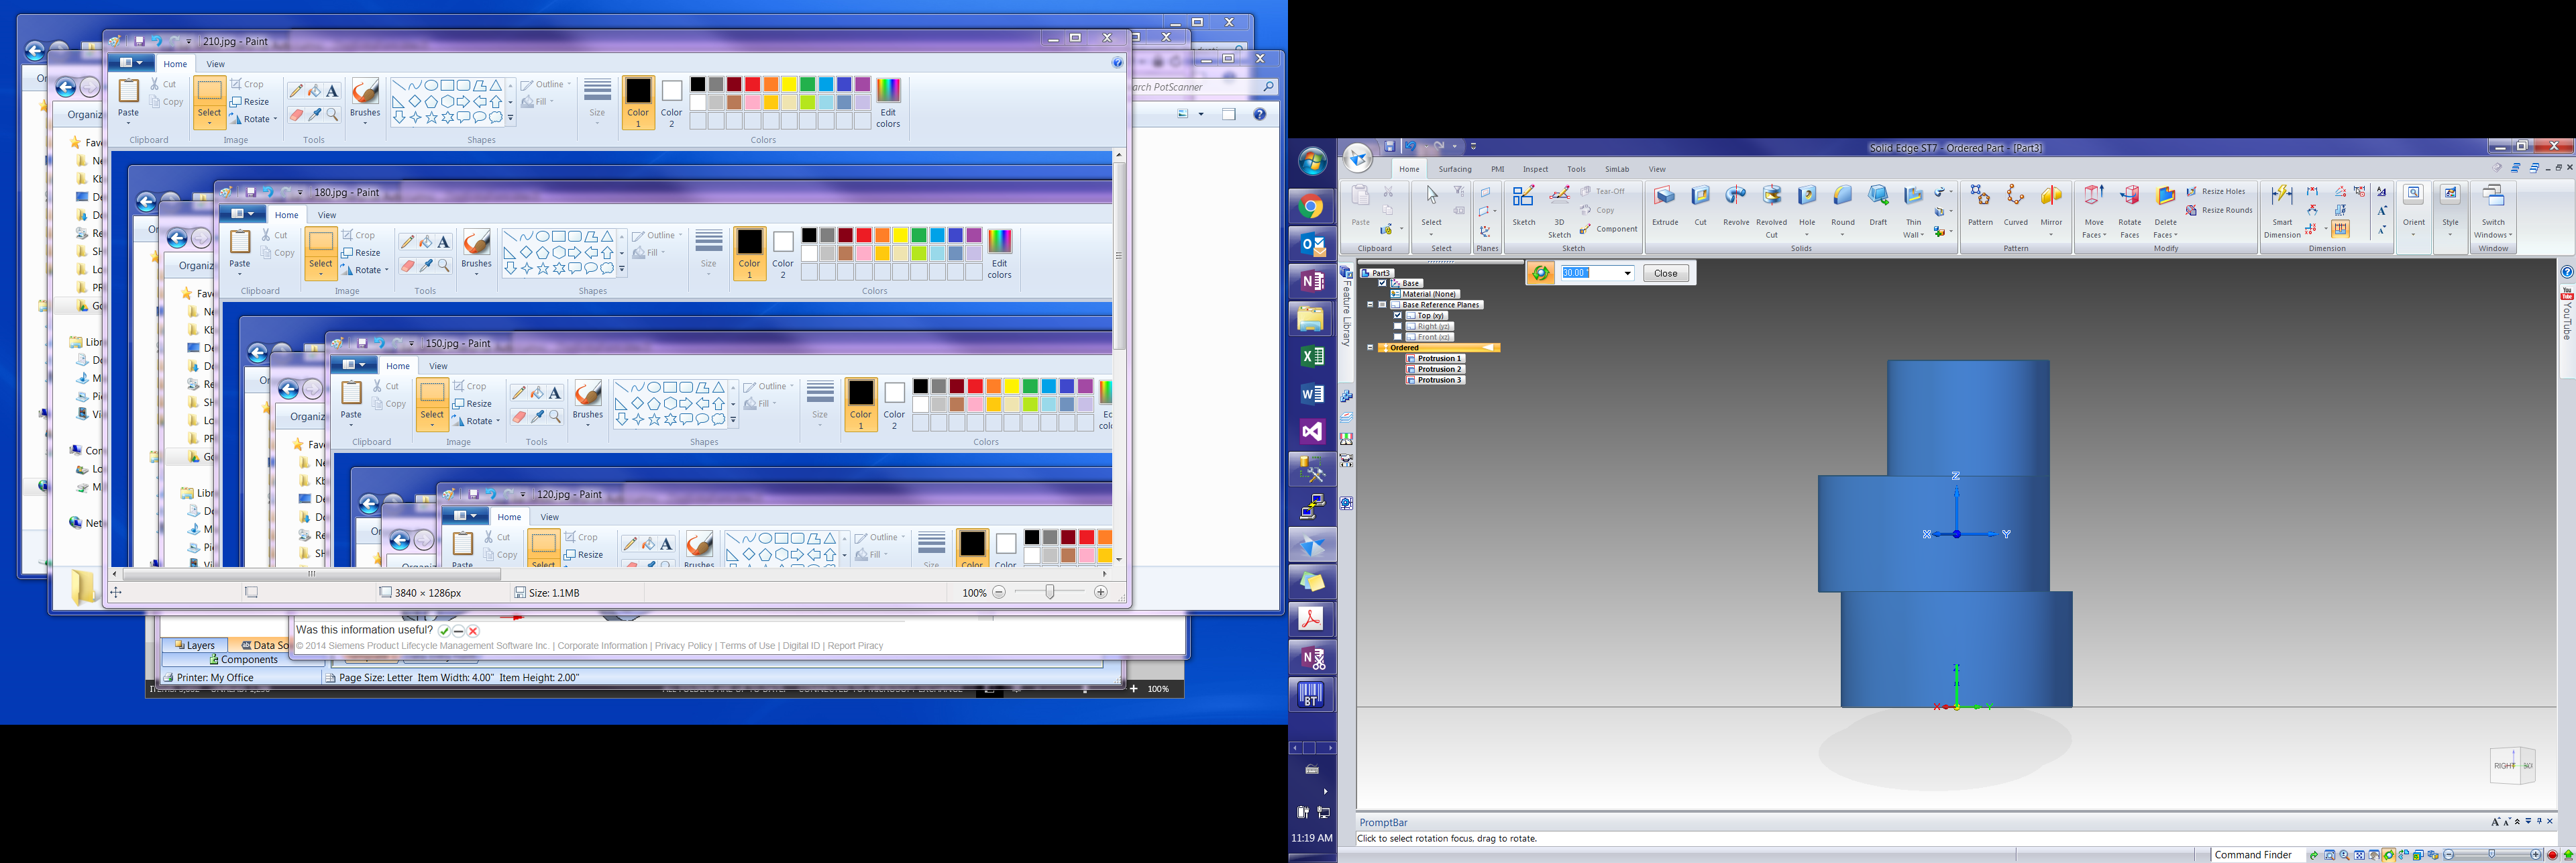 210.jpg - Paint
Home View
Paste Cut Copy Select Crop Resize Rotate Brushes Outline Fill Size Color 1 Color 2 Edit colors
Clipboard Image Tools Shapes Colors
arch PotScanner
Organiz
180.jpg - Paint
Home View
Paste Cut Copy Select Crop Resize Rotate Brushes Outline Fill Size Color 1 Color 2 Edit colors
Clipboard Image Tools Shapes Colors
Organiz
150.jpg - Paint
Home View
Paste Cut Copy Select Crop Resize Rotate Brushes Outline Fill Size Color 1 Color 2
Clipboard Image Tools Shapes Colors
Organiz
120.jpg - Paint
Home View
Paste Cut Copy Select Crop Resize Brushes Outline Fill Size Color Color
3840 × 1286px Size: 1.1MB 100%
Was this information useful?
© 2014 Siemens Product Lifecycle Management Software Inc. | Corporate Information | Privacy Policy | Terms of Use | Digital ID | Report Piracy
Layers Data So
Components
Printer: My Office Page Size: Letter Item Width: 4.00" Item Height: 2.00"
100%
Solid Edge ST7 - Ordered Part - [Part3]
Home Surfacing PMI Inspect Tools SimLab View
Paste Select Sketch 3D Sketch Tear-Off Copy Component Extrude Cut Revolve Revolved Cut Hole Round Draft Thin Wall Pattern Curved Mirror Move Faces Rotate Faces Delete Faces Resize Holes Resize Rounds Smart Dimension Orient Style Switch Windows
Clipboard Select Planes Sketch Solids Pattern Modify Dimension Window
30.00 ° Close
Part3
Base
Material (None)
Base Reference Planes
Top (xy)
Right (yz)
Front (xz)
Ordered
Protrusion 1
Protrusion 2
Protrusion 3
Feature Library
YouTube
Z
X Y
X Y
RIGHT BACK
BT
11:19 AM
PromptBar
Click to select rotation focus, drag to rotate.
Command Finder